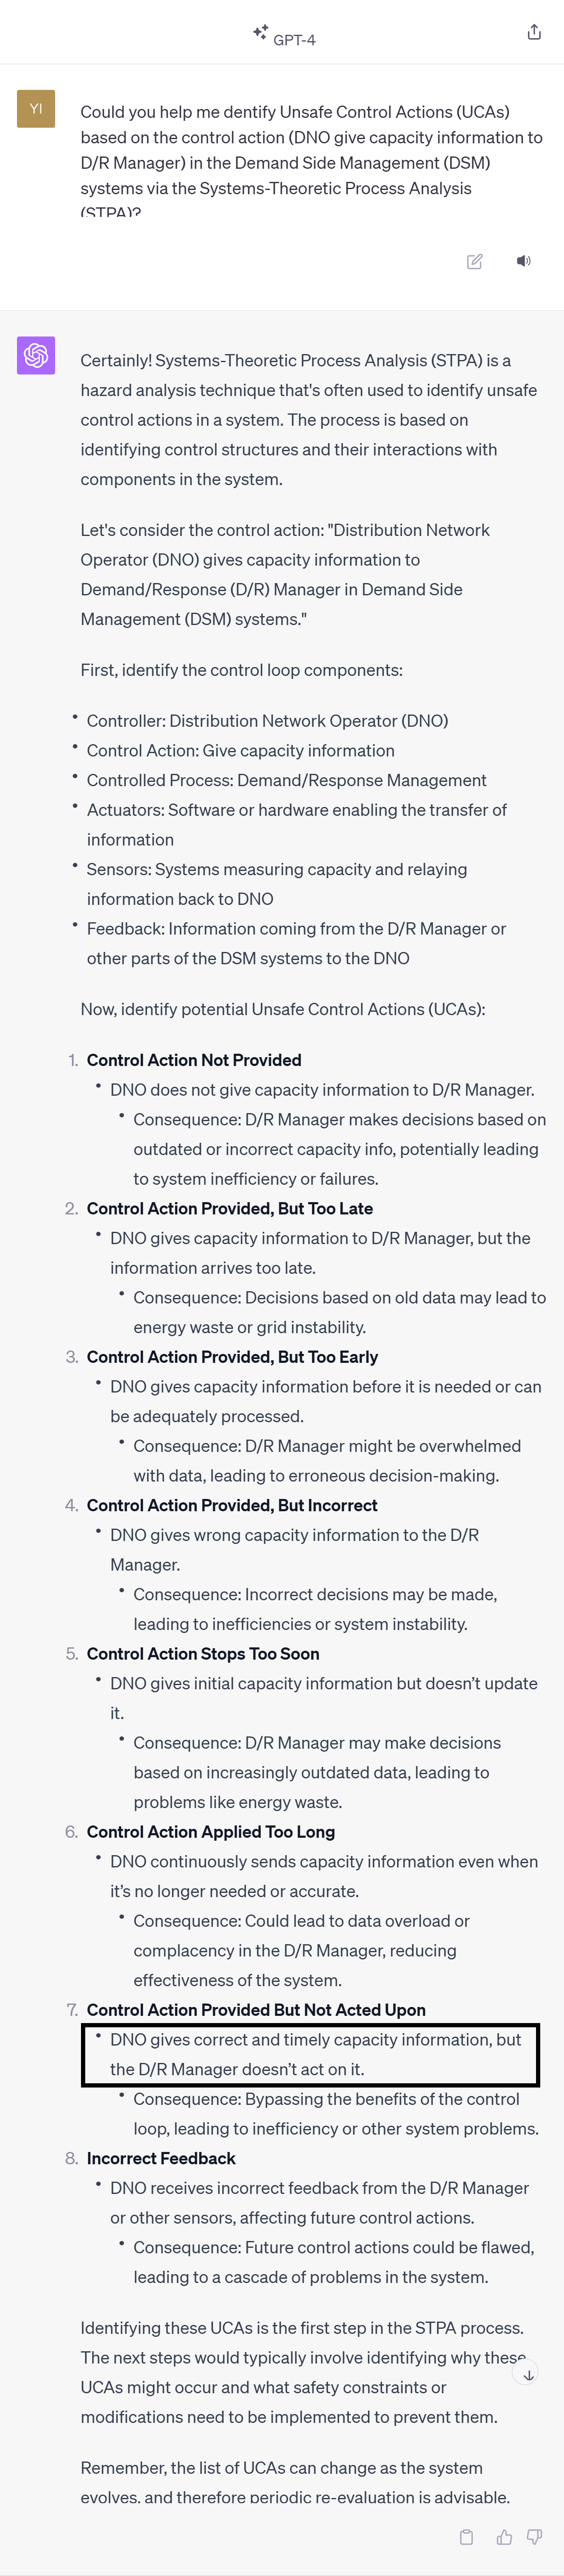 GPT-4
YI
Could you help me dentify Unsafe Control Actions (UCAs)
based on the control action (DNO give capacity information to
D/R Manager) in the Demand Side Management (DSM)
systems via the Systems-Theoretic Process Analysis
(STPA)?
Certainly! Systems-Theoretic Process Analysis (STPA) is a
hazard analysis technique that's often used to identify unsafe
control actions in a system. The process is based on
identifying control structures and their interactions with
components in the system.
Let's consider the control action: "Distribution Network
Operator (DNO) gives capacity information to
Demand/Response (D/R) Manager in Demand Side
Management (DSM) systems."
First, identify the control loop components:
• Controller: Distribution Network Operator (DNO)
• Control Action: Give capacity information
• Controlled Process: Demand/Response Management
• Actuators: Software or hardware enabling the transfer of
information
• Sensors: Systems measuring capacity and relaying
information back to DNO
• Feedback: Information coming from the D/R Manager or
other parts of the DSM systems to the DNO
Now, identify potential Unsafe Control Actions (UCAs):
1. Control Action Not Provided
• DNO does not give capacity information to D/R Manager.
• Consequence: D/R Manager makes decisions based on
outdated or incorrect capacity info, potentially leading
to system inefficiency or failures.
2. Control Action Provided, But Too Late
• DNO gives capacity information to D/R Manager, but the
information arrives too late.
• Consequence: Decisions based on old data may lead to
energy waste or grid instability.
3. Control Action Provided, But Too Early
• DNO gives capacity information before it is needed or can
be adequately processed.
• Consequence: D/R Manager might be overwhelmed
with data, leading to erroneous decision-making.
4. Control Action Provided, But Incorrect
• DNO gives wrong capacity information to the D/R
Manager.
• Consequence: Incorrect decisions may be made,
leading to inefficiencies or system instability.
5. Control Action Stops Too Soon
• DNO gives initial capacity information but doesn’t update
it.
• Consequence: D/R Manager may make decisions
based on increasingly outdated data, leading to
problems like energy waste.
6. Control Action Applied Too Long
• DNO continuously sends capacity information even when
it’s no longer needed or accurate.
• Consequence: Could lead to data overload or
complacency in the D/R Manager, reducing
effectiveness of the system.
7. Control Action Provided But Not Acted Upon
• DNO gives correct and timely capacity information, but
the D/R Manager doesn’t act on it.
• Consequence: Bypassing the benefits of the control
loop, leading to inefficiency or other system problems.
8. Incorrect Feedback
• DNO receives incorrect feedback from the D/R Manager
or other sensors, affecting future control actions.
• Consequence: Future control actions could be flawed,
leading to a cascade of problems in the system.
Identifying these UCAs is the first step in the STPA process.
The next steps would typically involve identifying why these
UCAs might occur and what safety constraints or
modifications need to be implemented to prevent them.
Remember, the list of UCAs can change as the system
evolves, and therefore periodic re-evaluation is advisable.